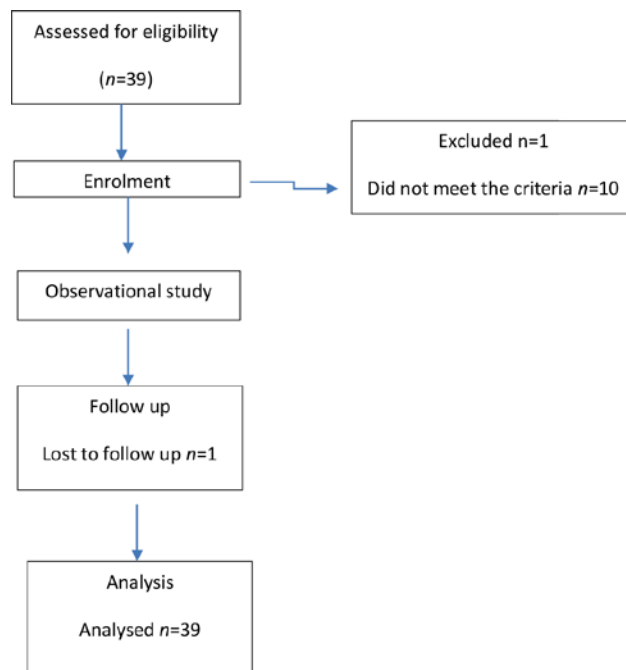 Assessed for eligibility
(n=39)
Excluded n=1
Did not meet the criteria n=10
Enrolment
Observational study
Follow up
Lost to follow up n=1
Analysis
Analysed n=39